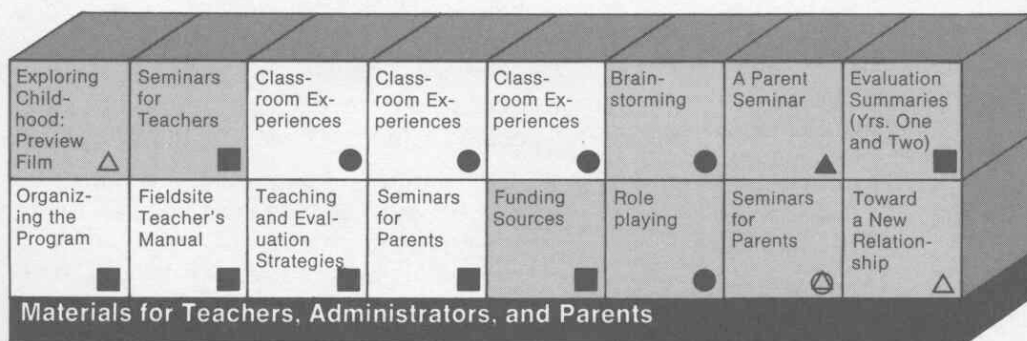 Exploring
Child-
hood:
Preview
Film
Seminars
for
Teachers
Class-
room Ex-
periences
Class-
room Ex-
periences
Class-
room Ex-
periences
Brain-
storming
A Parent
Seminar
Evaluation
Summaries
(Yrs. One
and Two)
Organiz-
ing the
Program
Fieldsite
Teacher's
Manual
Teaching
and Eval-
uation
Strategies
Seminars
for
Parents
Funding
Sources
Role
playing
Seminars
for
Parents
Toward
a New
Relation-
ship
Materials for Teachers, Administrators, and Parents